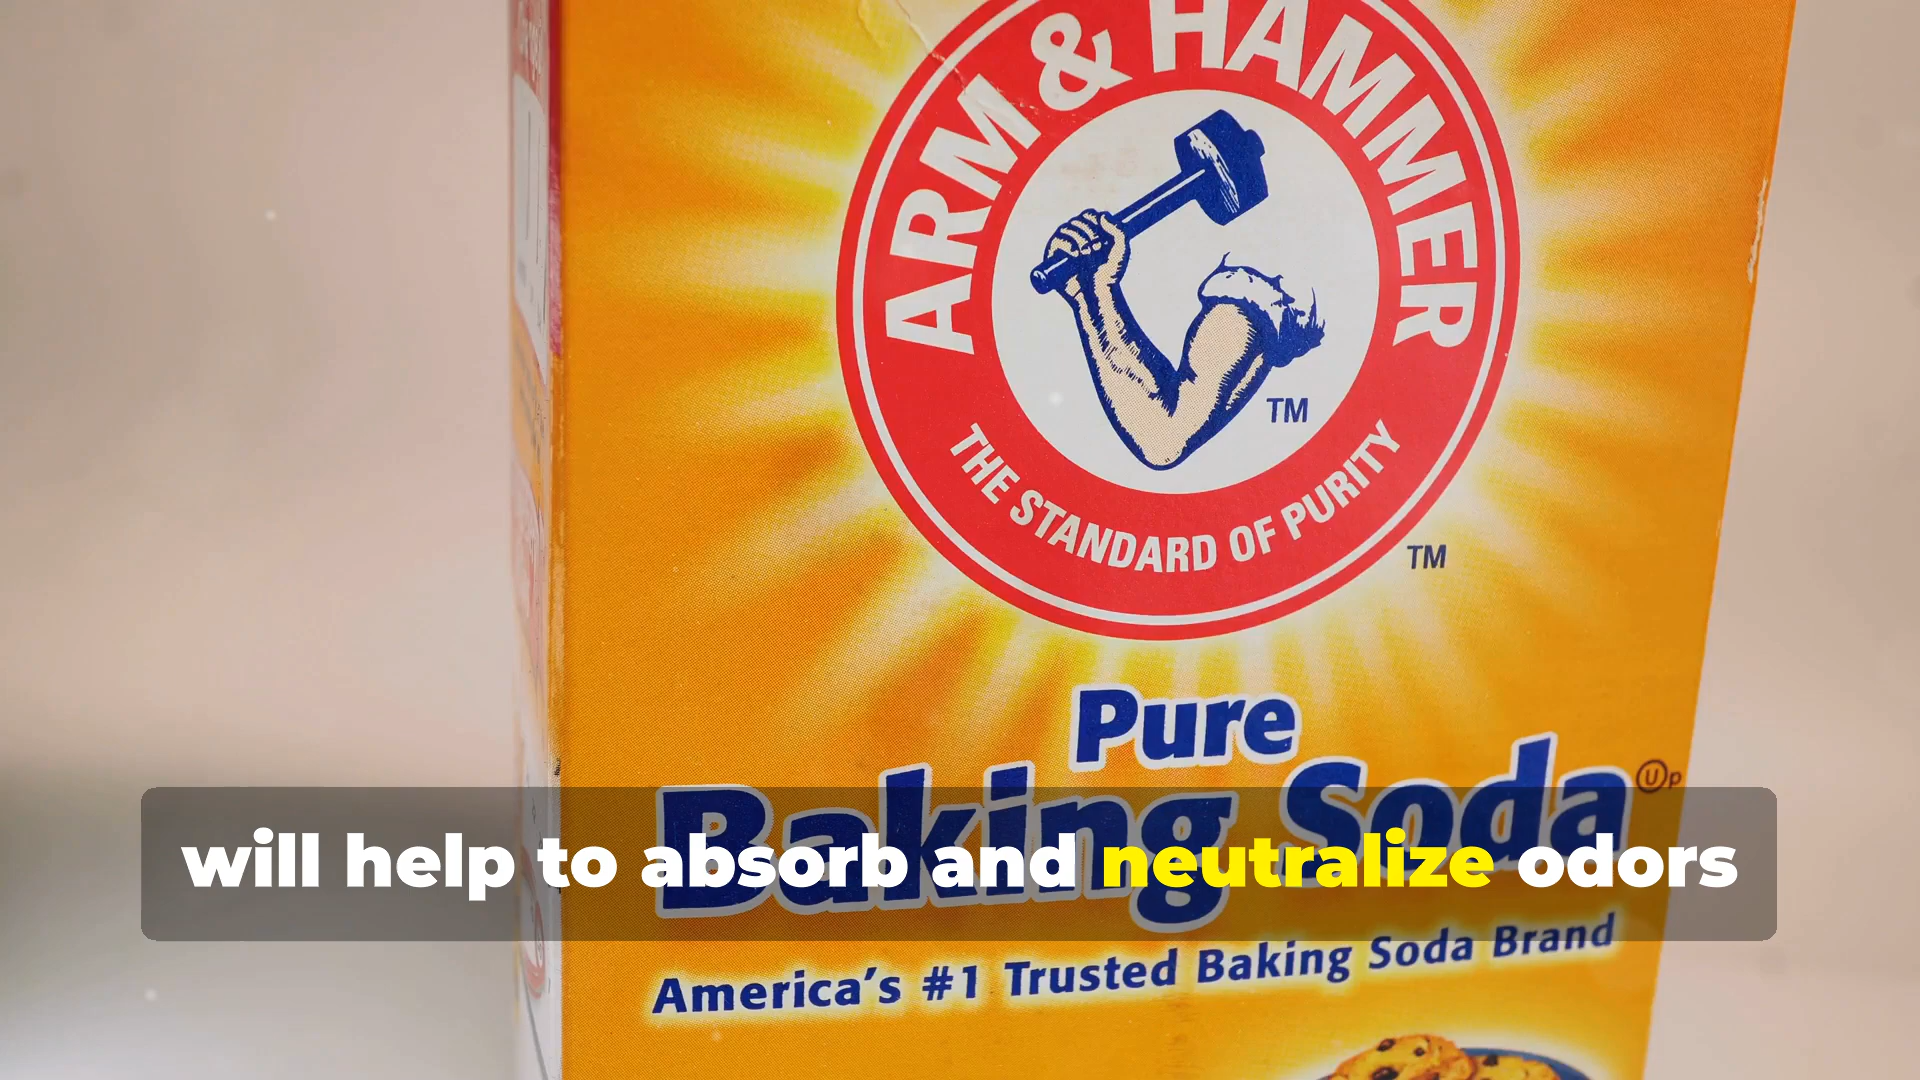 ARM & HAMMER
THE STANDARD OF PURITY
TM
TM
Pure
Baking Soda
will help to absorb and neutralize odors
America's #1 Trusted Baking Soda Brand